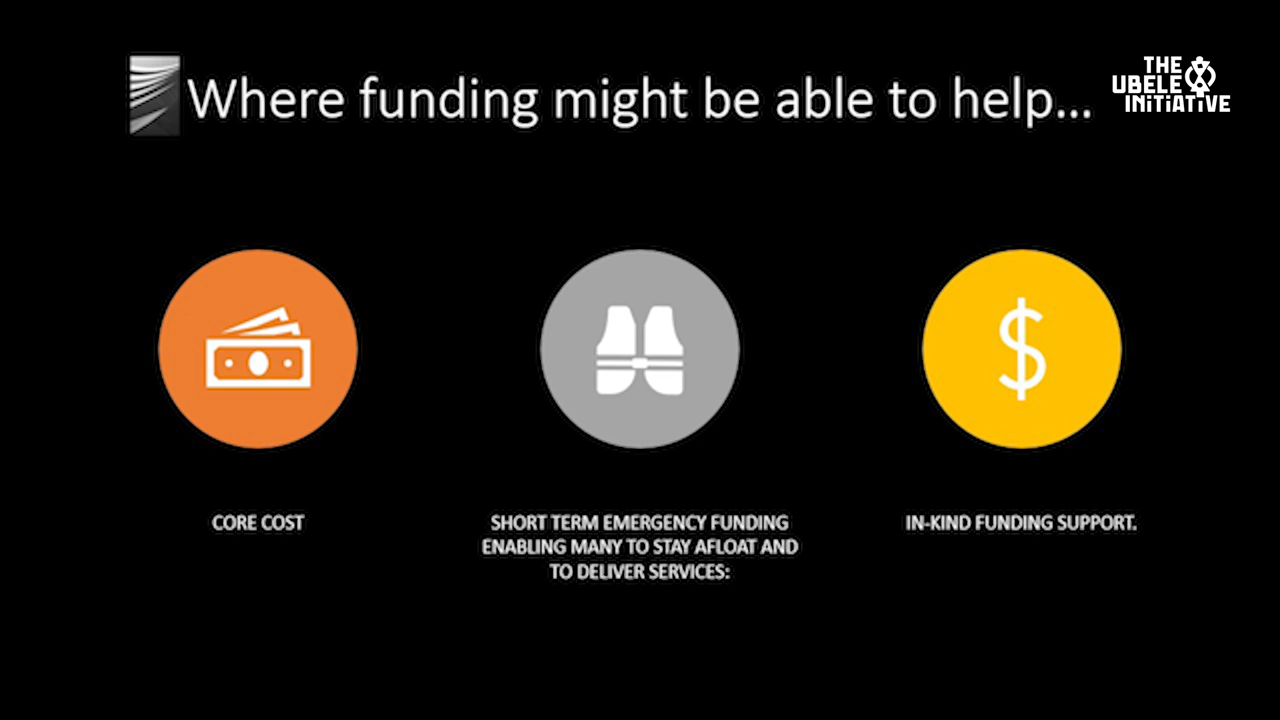 Where funding might be able to help...
THE
UBELE
INiTiATiVE
CORE COST
SHORT TERM EMERGENCY FUNDING
ENABLING MANY TO STAY AFLOAT AND
TO DELIVER SERVICES:
IN-KIND FUNDING SUPPORT.